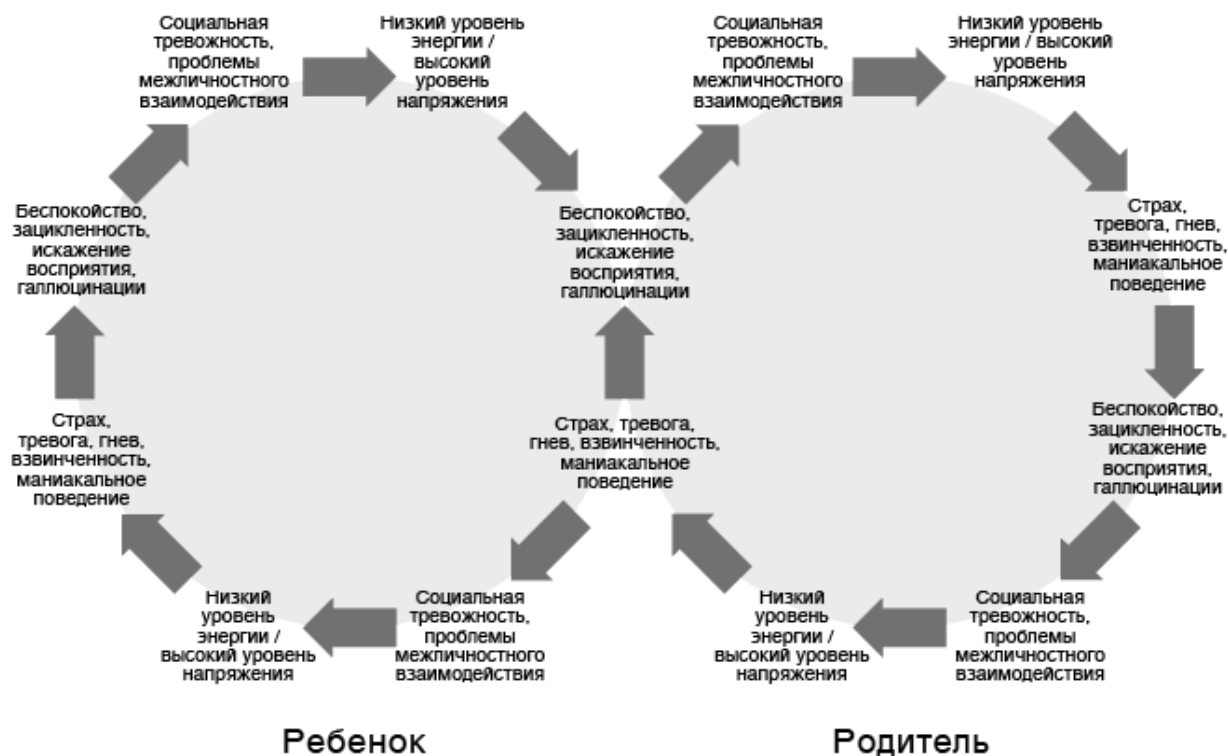 Социальная
тревожность,
проблемы
межличностного
взаимодействия
Низкий уровень
энергии /
высокий
уровень
напряжения
Социальная
тревожность,
проблемы
межличностного
взаимодействия
Низкий уровень
энергии / высокий
уровень
напряжения
Беспокойство,
зацикленность,
искажение
восприятия,
галлюцинации
Беспокойство,
зацикленность,
искажение
восприятия,
галлюцинации
Страх,
тревога, гнев,
взвинченность,
маниакальное
поведение
Страх,
тревога, гнев,
взвинченность,
маниакальное
поведение
Страх, тревога,
гнев, взвинченность,
маниакальное
поведение
Беспокойство,
зацикленность,
искажение
восприятия,
галлюцинации
Низкий
уровень
энергии /
высокий уровень
напряжения
Социальная
тревожность,
проблемы
межличностного
взаимодействия
Низкий
уровень
энергии /
высокий уровень
напряжения
Социальная
тревожность,
проблемы
межличностного
взаимодействия
Ребенок
Родитель